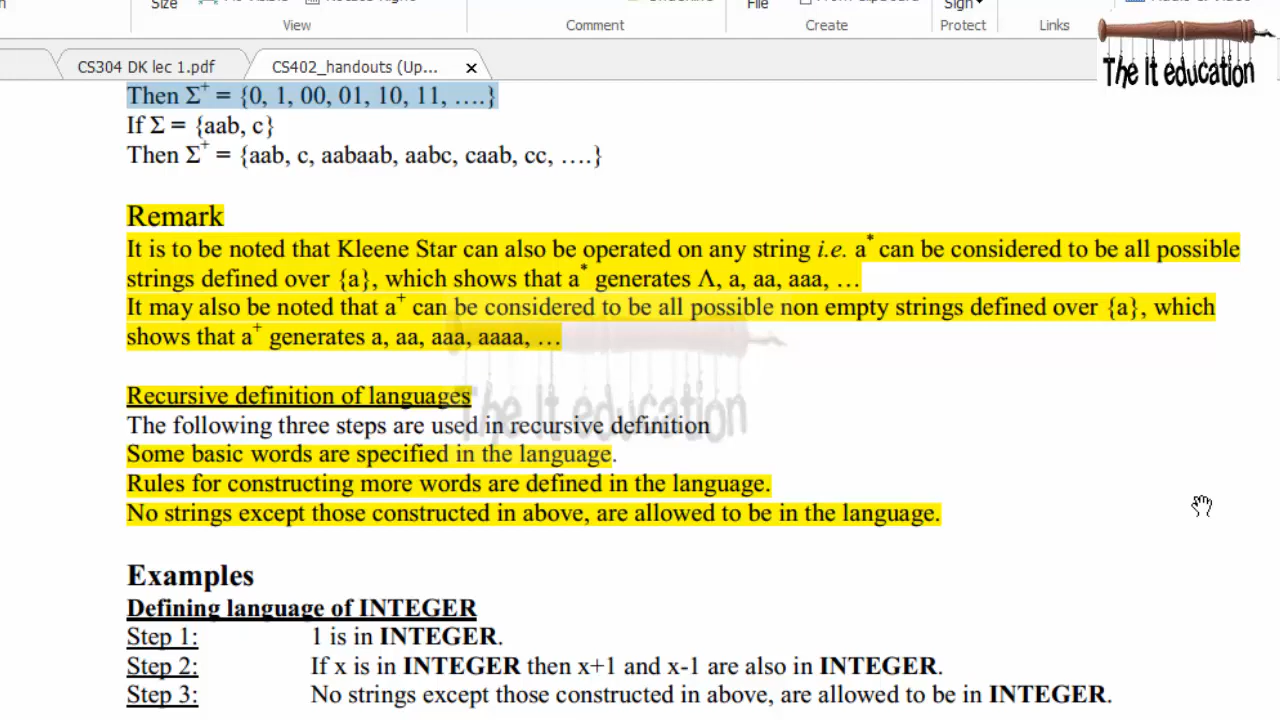 Size
View
Comment
File
Create
Sign
Protect
Links
CS304 DK lec 1.pdf
CS402_handouts (Up...
The It education
Then Σ⁺ = {0, 1, 00, 01, 10, 11, ….}
If Σ = {aab, c}
Then Σ⁺ = {aab, c, aabaab, aabc, caab, cc, ….}
Remark
It is to be noted that Kleene Star can also be operated on any string i.e. a* can be considered to be all possible
strings defined over {a}, which shows that a* generates Λ, a, aa, aaa, …
It may also be noted that a⁺ can be considered to be all possible non empty strings defined over {a}, which
shows that a⁺ generates a, aa, aaa, aaaa, …
Recursive definition of languages
The It education
The following three steps are used in recursive definition
Some basic words are specified in the language.
Rules for constructing more words are defined in the language.
No strings except those constructed in above, are allowed to be in the language.
Examples
Defining language of INTEGER
Step 1: 1 is in INTEGER.
Step 2: If x is in INTEGER then x+1 and x-1 are also in INTEGER.
Step 3: No strings except those constructed in above, are allowed to be in INTEGER.